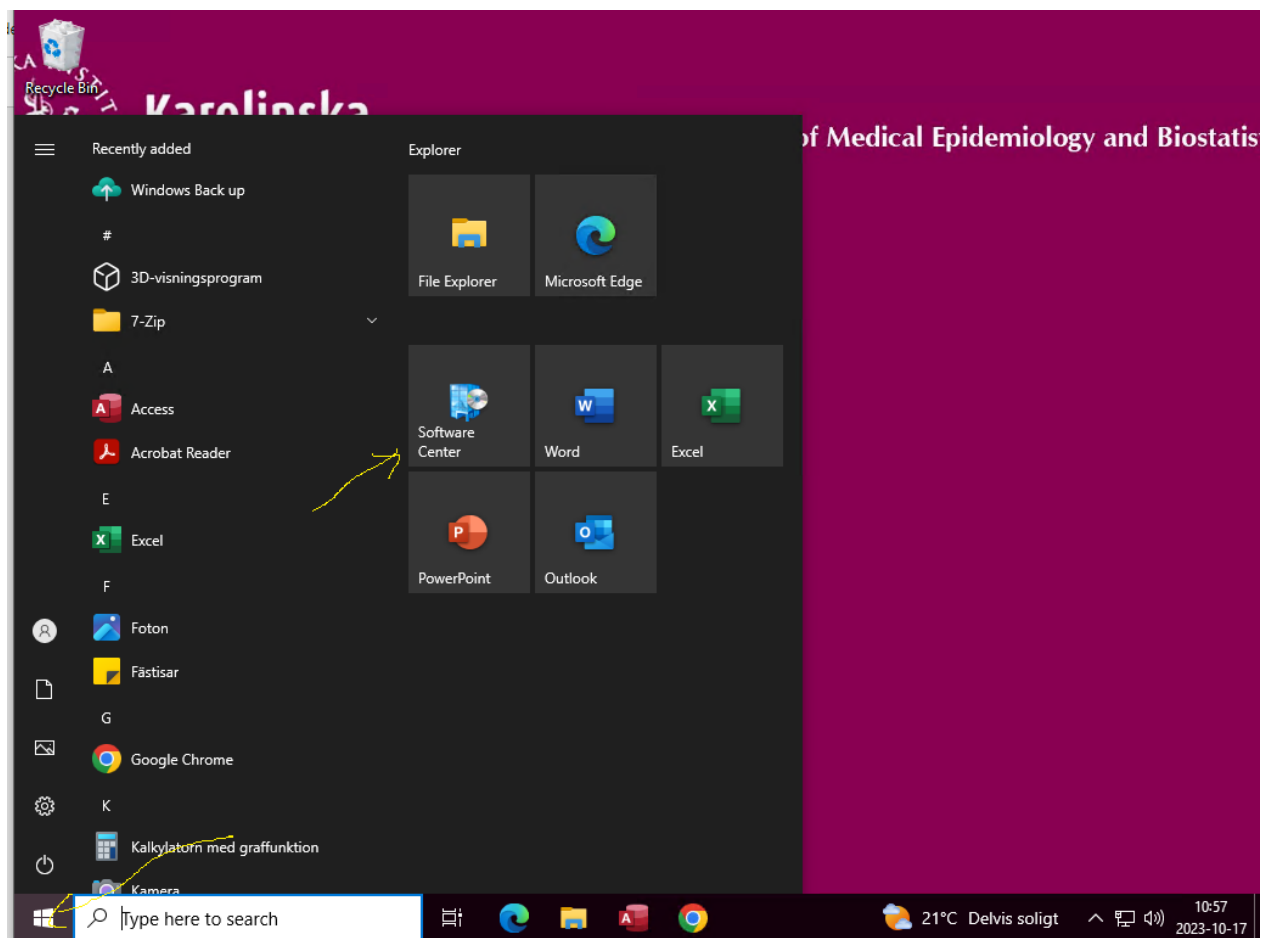 Recycle Bin
Karolinska
of Medical Epidemiology and Biostatis
Recently added
Windows Back up
#
3D-visningsprogram
7-Zip
A
Access
Acrobat Reader
E
Excel
F
Foton
Fästisar
G
Google Chrome
K
Kalkylatorn med graffunktion
Kamera
Explorer
File Explorer
Microsoft Edge
Software
Center
Word
Excel
PowerPoint
Outlook
Type here to search
21°C Delvis soligt
10:57
2023-10-17